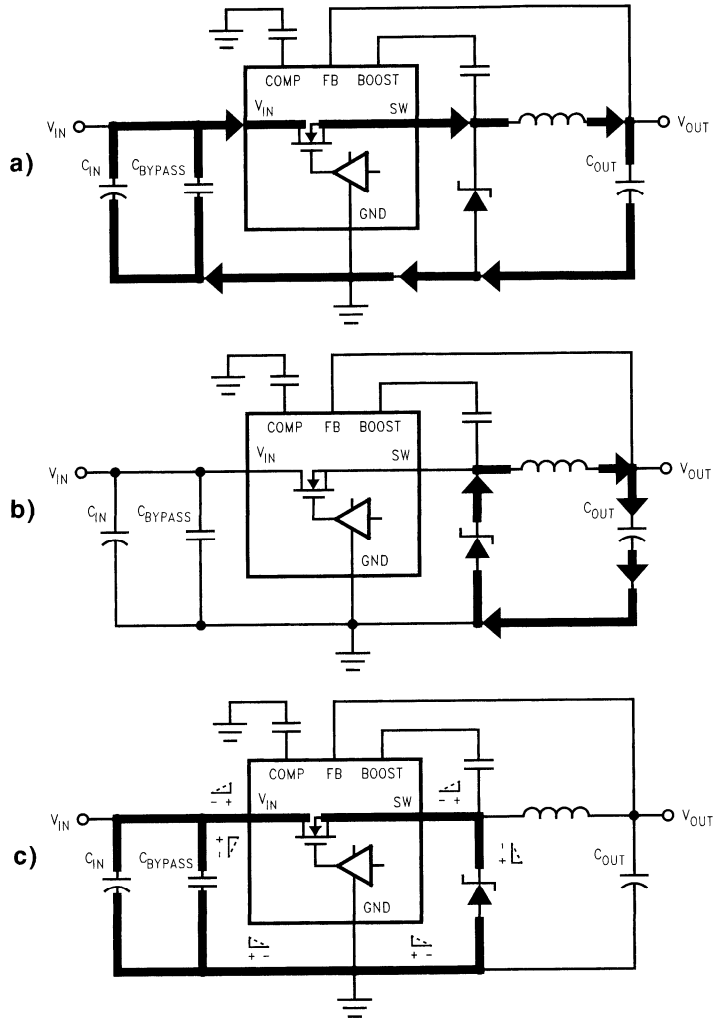 COMP FB BOOST
V_IN V_IN SW V_OUT
a) C_IN C_BYPASS C_OUT
GND
COMP FB BOOST
V_IN V_IN SW V_OUT
b) C_IN C_BYPASS C_OUT
GND
COMP FB BOOST
- + - +
V_IN V_IN SW V_OUT
+ -
c) C_IN C_BYPASS C_OUT
GND
+ - + -